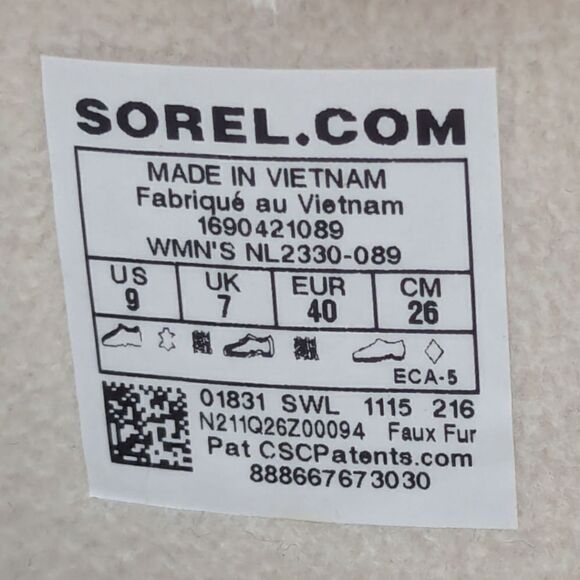 SOREL.COM
MADE IN VIETNAM
Fabriqué au Vietnam
1690421089
WMN'S NL2330-089
US UK EUR CM
9 7 40 26
ECA-5
01831 SWL 1115 216
N211Q26Z00094 Faux Fur
Pat CSCPatents.com
888667673030